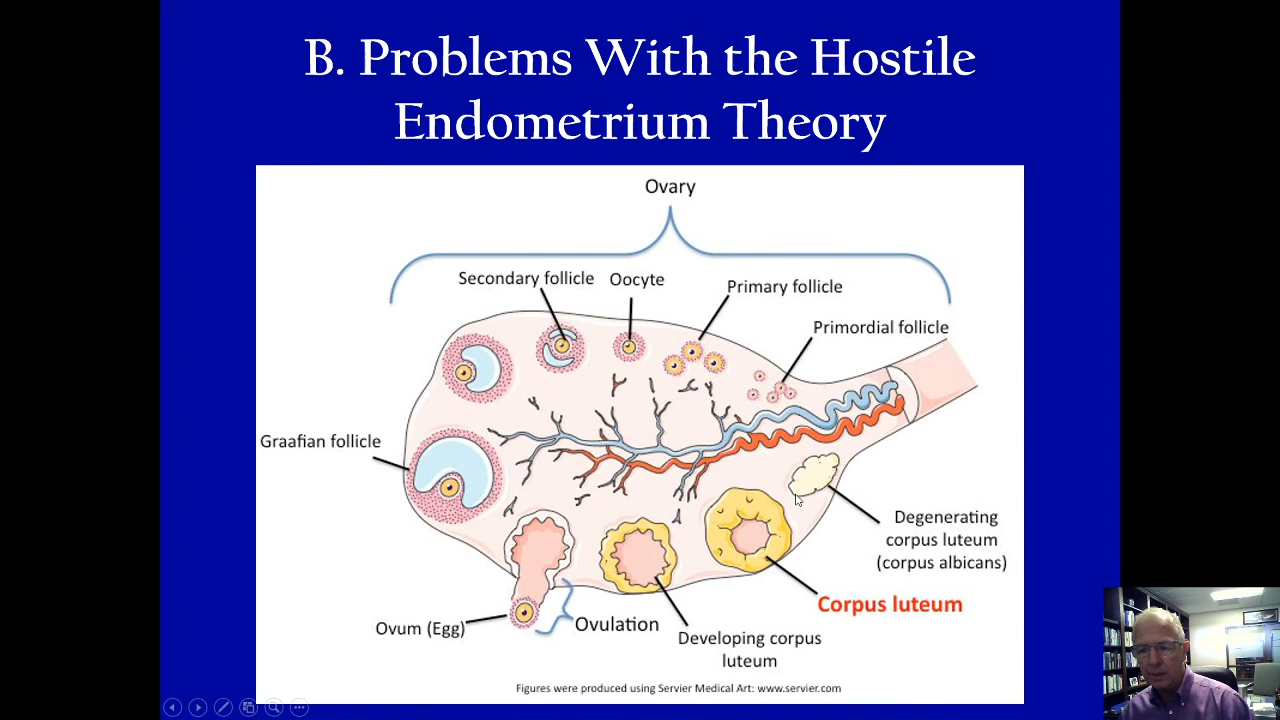 B. Problems With the Hostile
Endometrium Theory
Ovary
Secondary follicle
Oocyte
Primary follicle
Primordial follicle
Graafian follicle
Degenerating
corpus luteum
(corpus albicans)
Corpus luteum
Ovum (Egg)
Ovulation
Developing corpus
luteum
Figures were produced using Servier Medical Art: www.servier.com